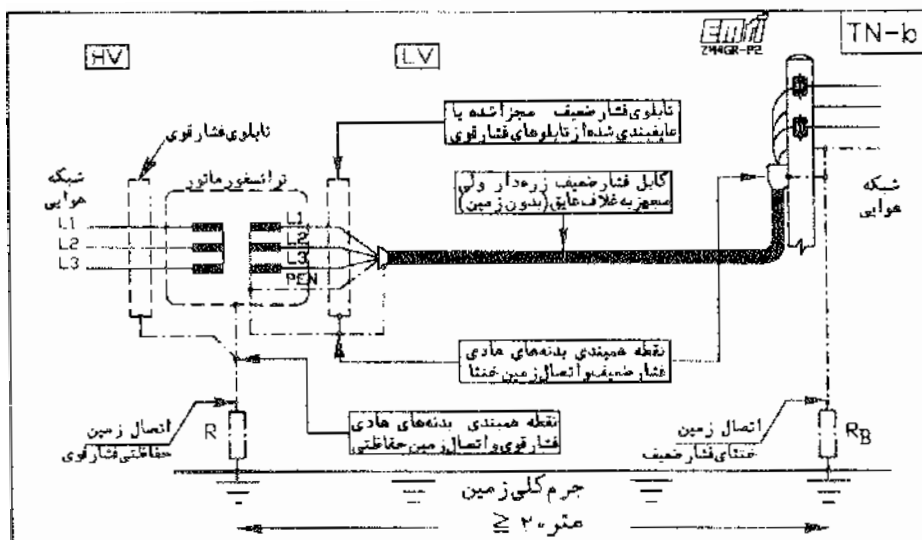 HV
LV
Emfi
ZM4GR-P2
TN-b
تابلوی فشار قوی
شبکه
هوایی
L1
L2
L3
ترانسفورماتور
L1
L2
L3
PEN
تابلوی فشار ضعیف مجزا شده یا
عایقبندی شده از تابلوهای فشار قوی
کابل فشار ضعیف زره‌دار ولی
مجهز به غلاف عایق (بدون زمین)
شبکه
هوایی
نقطه همبندی بدنه‌های هادی
فشار ضعیف و اتصال زمین خنثا
نقطه همبندی بدنه‌های هادی
فشار قوی و اتصال زمین حفاظتی
اتصال زمین
حفاظتی فشار قوی
R
اتصال زمین
خنثای فشار ضعیف
RB
جرم کلی زمین
متر ۲۰ ≥